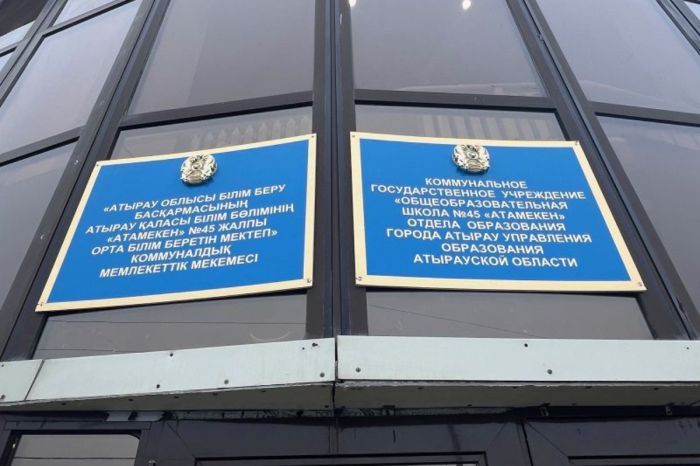 «АТЫРАУ ОБЛЫСЫ БІЛІМ БЕРУ
БАСҚАРМАСЫНЫҢ
АТЫРАУ ҚАЛАСЫ БІЛІМ БӨЛІМІНІҢ
«АТАМЕКЕН» №45 ЖАЛПЫ
ОРТА БІЛІМ БЕРЕТІН МЕКТЕП»
КОММУНАЛДЫҚ
МЕМЛЕКЕТТІК МЕКЕМЕСІ
КОММУНАЛЬНОЕ
ГОСУДАРСТВЕННОЕ УЧРЕЖДЕНИЕ
«ОБЩЕОБРАЗОВАТЕЛЬНАЯ
ШКОЛА №45 «АТАМЕКЕН»
ОТДЕЛА ОБРАЗОВАНИЯ
ГОРОДА АТЫРАУ УПРАВЛЕНИЯ
ОБРАЗОВАНИЯ
АТЫРАУСКОЙ ОБЛАСТИ